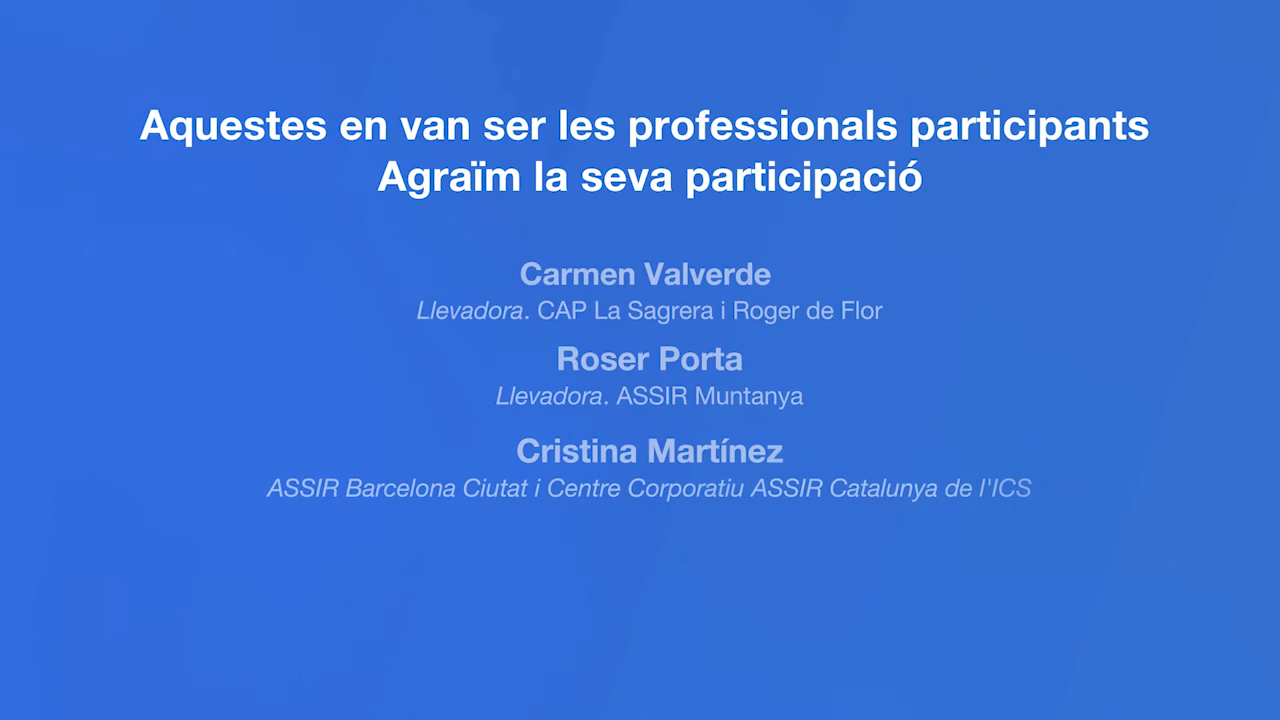 Aquestes en van ser les professionals participants
Agraïm la seva participació
Carmen Valverde
Llevadora. CAP La Sagrera i Roger de Flor
Roser Porta
Llevadora. ASSIR Muntanya
Cristina Martínez
ASSIR Barcelona Ciutat i Centre Corporatiu ASSIR Catalunya de l'ICS